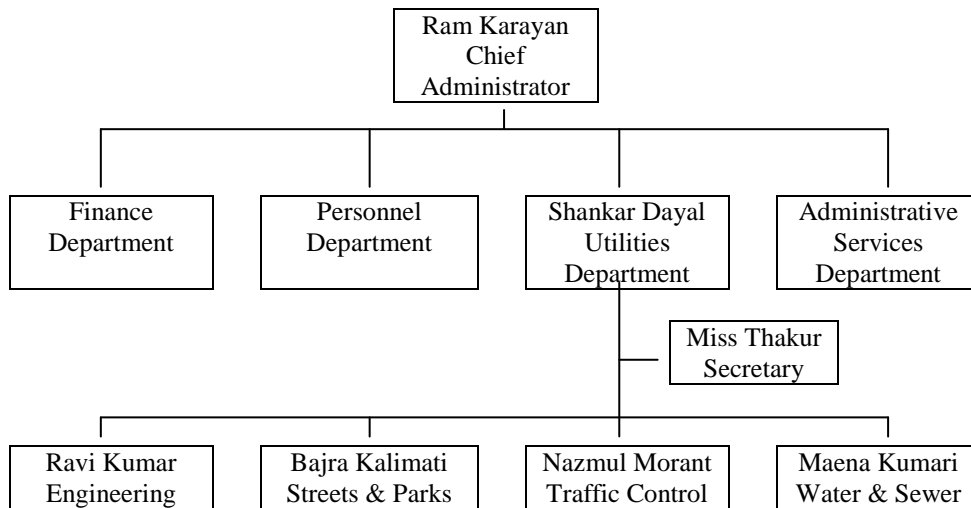 Ram Karayan
Chief
Administrator
Finance
Department
Personnel
Department
Shankar Dayal
Utilities
Department
Administrative
Services
Department
Miss Thakur
Secretary
Ravi Kumar
Engineering
Bajra Kalimati
Streets & Parks
Nazmul Morant
Traffic Control
Maena Kumari
Water & Sewer